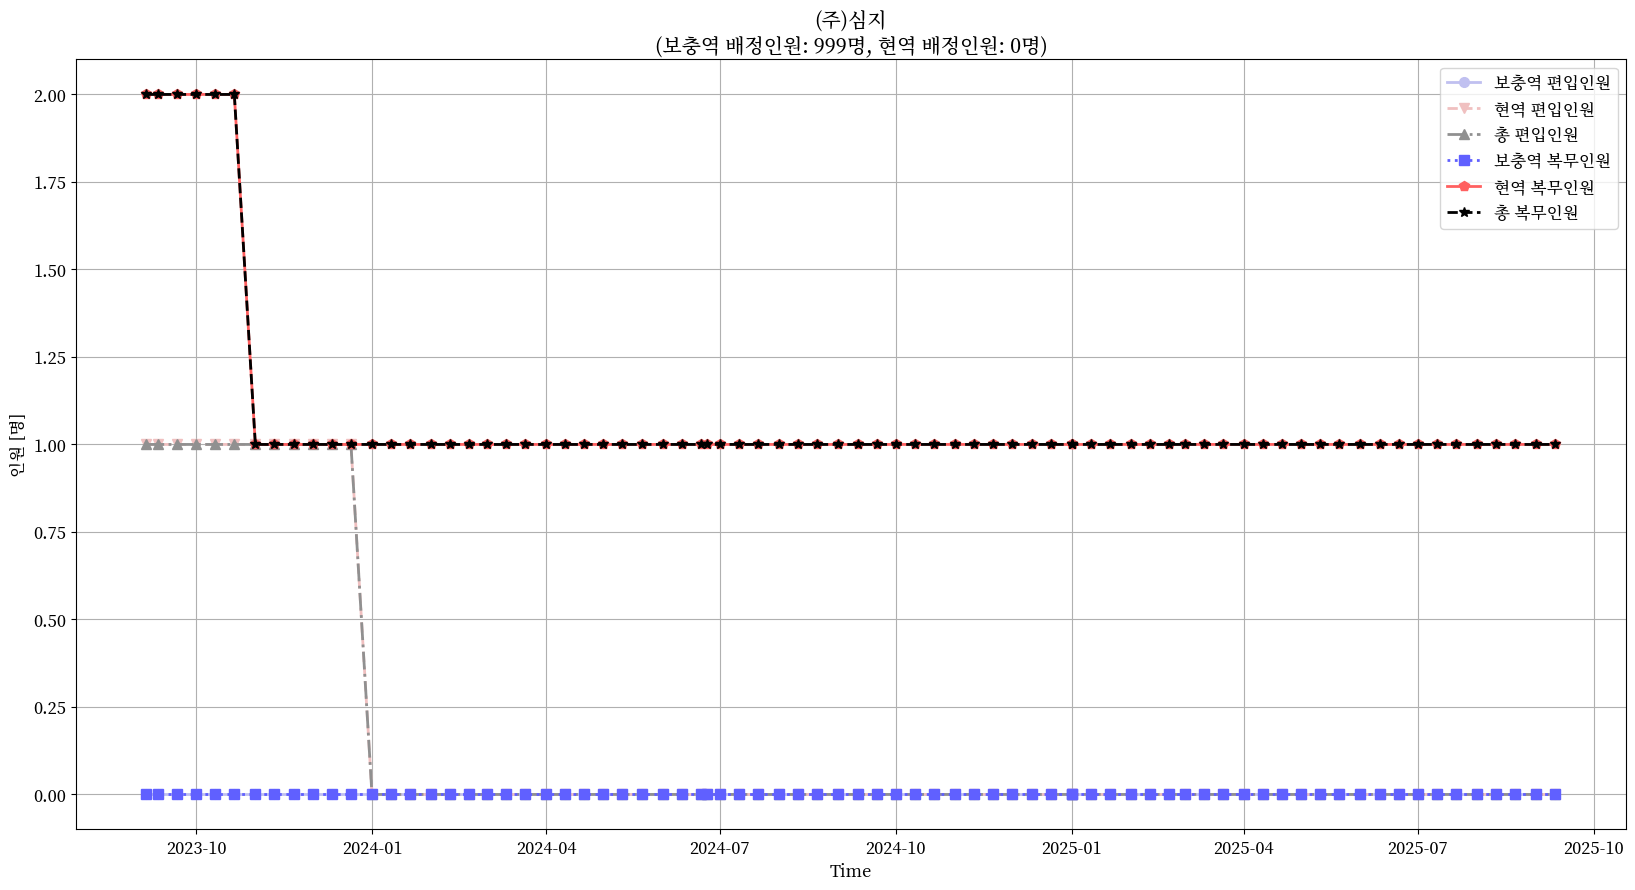 (주)심지
(보충역 배정인원: 999명, 현역 배정인원: 0명)
보충역 편입인원
현역 편입인원
총 편입인원
보충역 복무인원
현역 복무인원
총 복무인원
2.00
1.75
1.50
1.25
1.00
0.75
0.50
0.25
0.00
인원 [명]
2023-10 2024-01 2024-04 2024-07 2024-10 2025-01 2025-04 2025-07 2025-10
Time